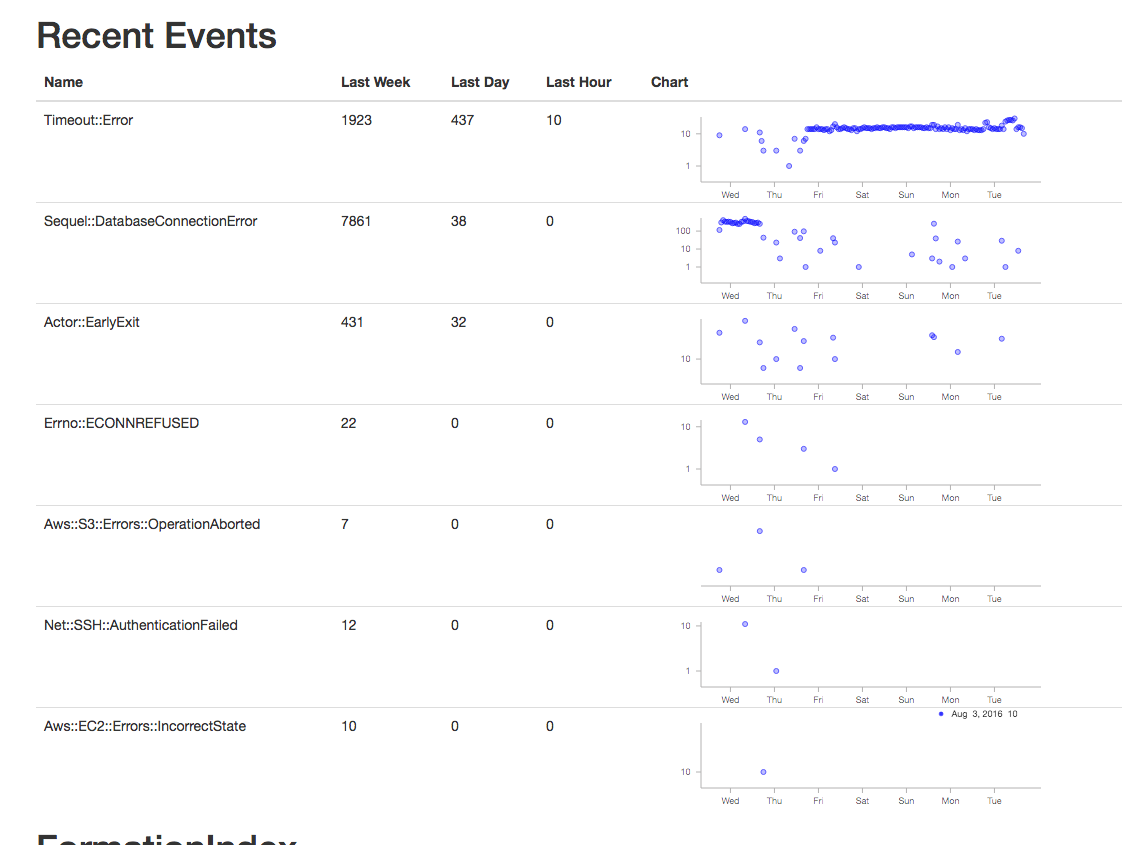 Recent Events
Name Last Week Last Day Last Hour Chart
Timeout::Error 1923 437 10
10
1
Wed Thu Fri Sat Sun Mon Tue
Sequel::DatabaseConnectionError 7861 38 0
100
10
1
Wed Thu Fri Sat Sun Mon Tue
Actor::EarlyExit 431 32 0
10
Wed Thu Fri Sat Sun Mon Tue
Errno::ECONNREFUSED 22 0 0
10
1
Wed Thu Fri Sat Sun Mon Tue
Aws::S3::Errors::OperationAborted 7 0 0
Wed Thu Fri Sat Sun Mon Tue
Net::SSH::AuthenticationFailed 12 0 0
10
1
Wed Thu Fri Sat Sun Mon Tue
Aug 3, 2016 10
Aws::EC2::Errors::IncorrectState 10 0 0
10
Wed Thu Fri Sat Sun Mon Tue
FormationIndex